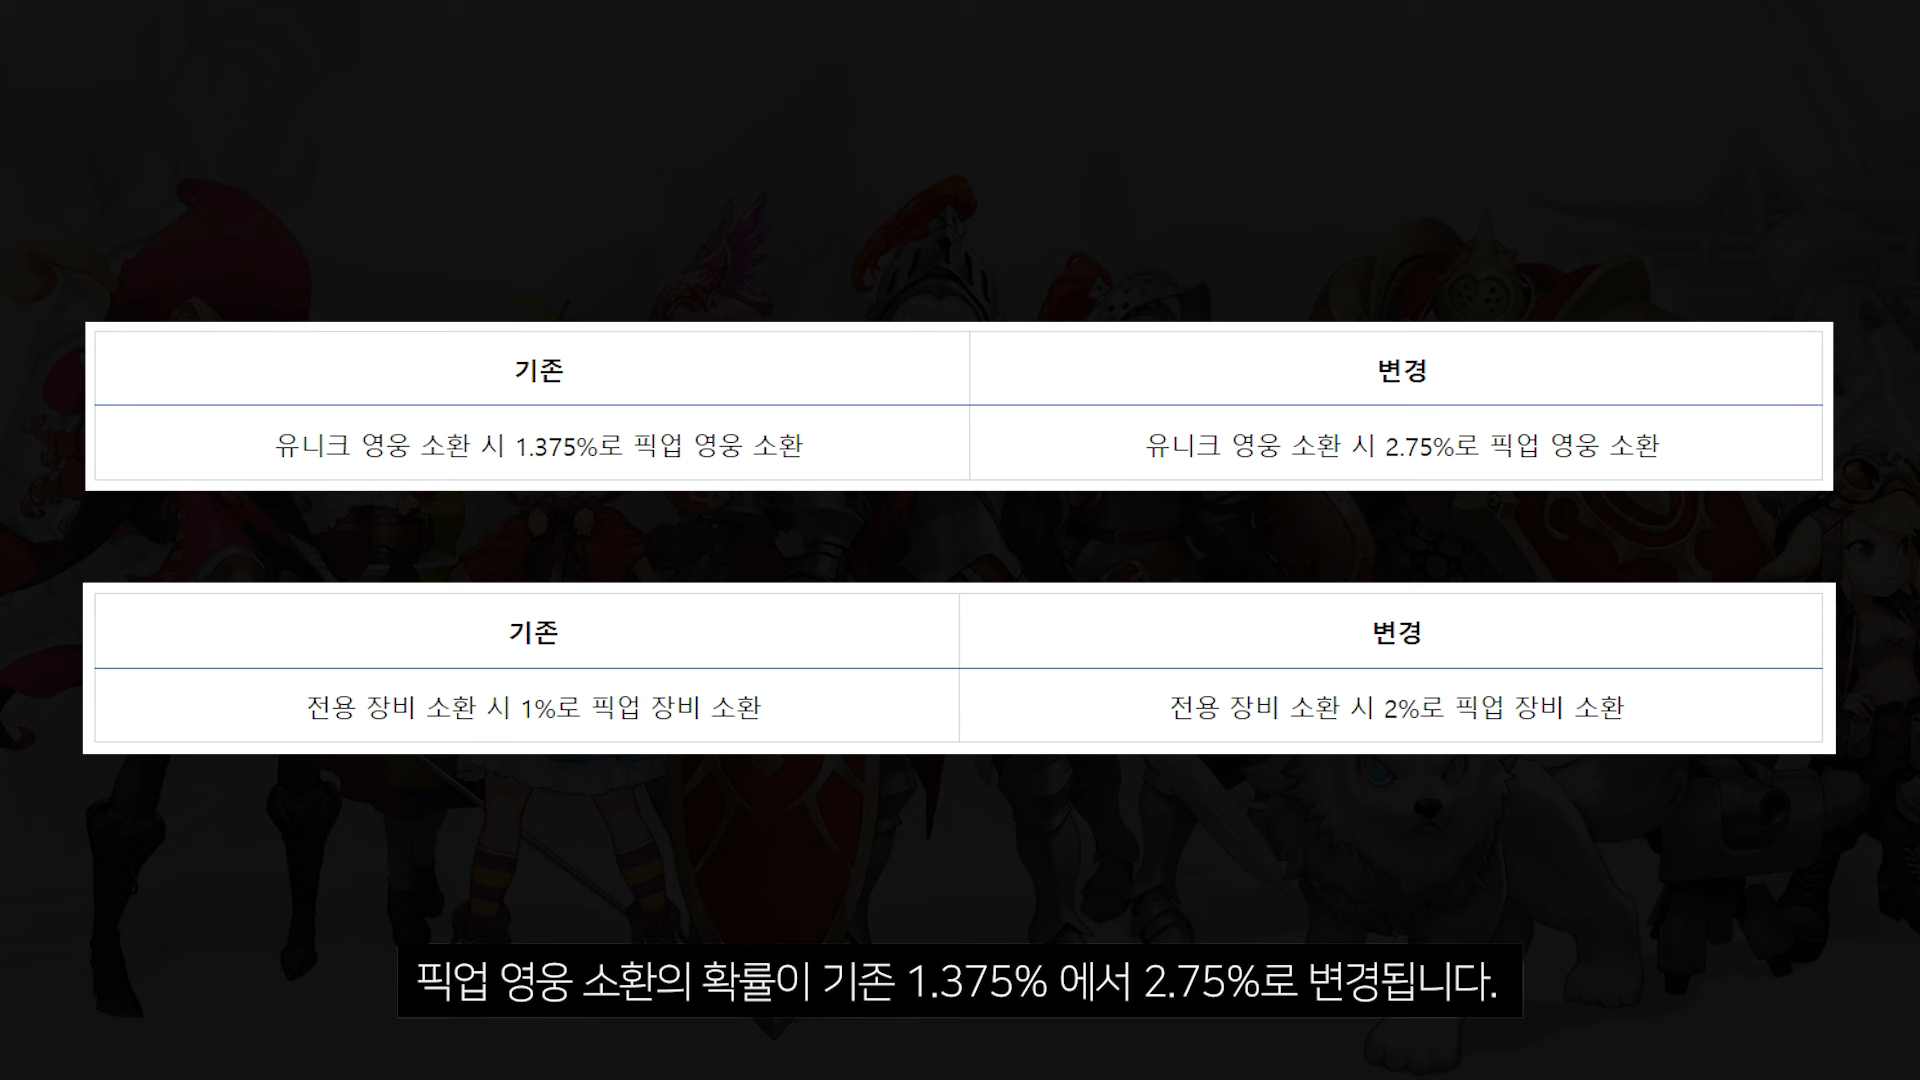 기존
변경
유니크 영웅 소환 시 1.375%로 픽업 영웅 소환
유니크 영웅 소환 시 2.75%로 픽업 영웅 소환
기존
변경
전용 장비 소환 시 1%로 픽업 장비 소환
전용 장비 소환 시 2%로 픽업 장비 소환
픽업 영웅 소환의 확률이 기존 1.375% 에서 2.75%로 변경됩니다.